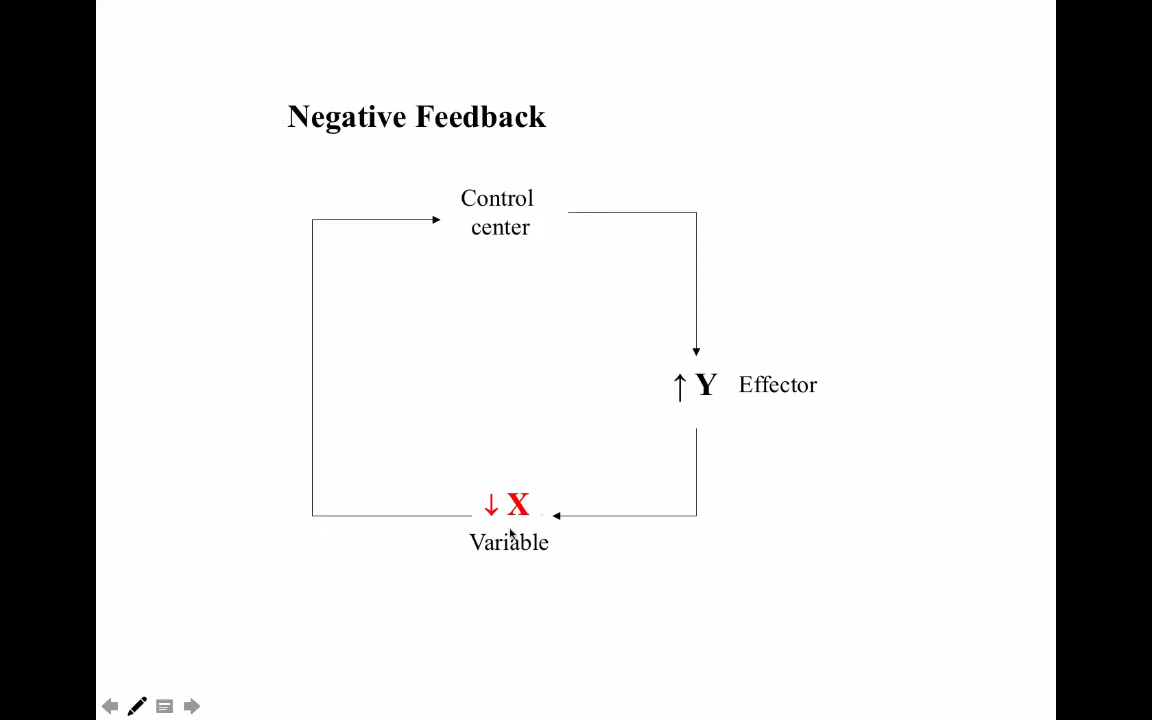 Negative Feedback
Control
center
↑ Y Effector
↓ X
Variable